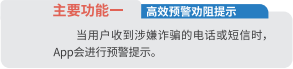 主要功能一 高效预警劝阻提示
当用户收到涉嫌诈骗的电话或短信时，
App会进行预警提示。